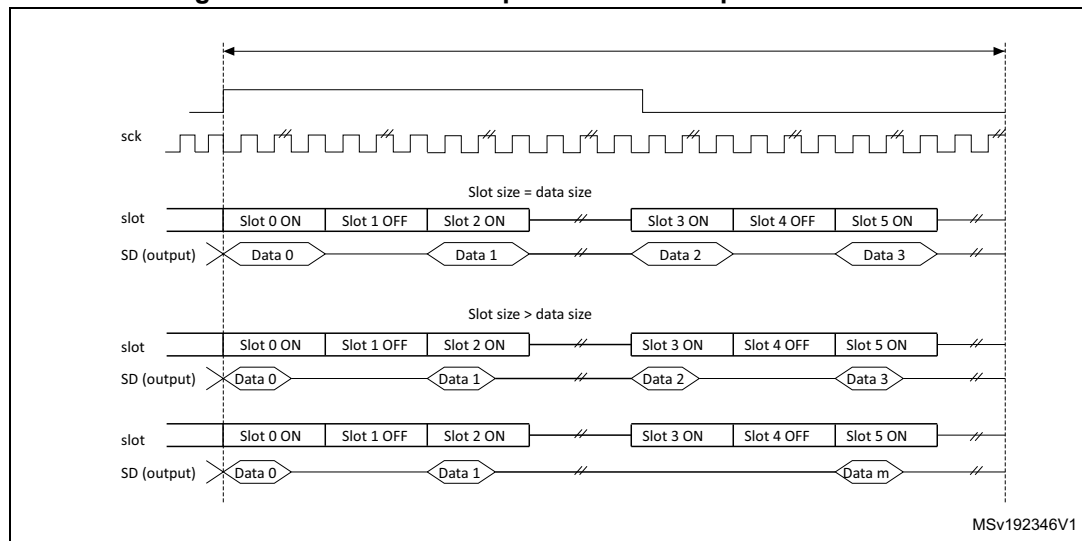 sck
Slot size = data size
slot Slot 0 ON Slot 1 OFF Slot 2 ON Slot 3 ON Slot 4 OFF Slot 5 ON
SD (output) Data 0 Data 1 Data 2 Data 3
Slot size > data size
slot Slot 0 ON Slot 1 OFF Slot 2 ON Slot 3 ON Slot 4 OFF Slot 5 ON
SD (output) Data 0 Data 1 Data 2 Data 3
slot Slot 0 ON Slot 1 OFF Slot 2 ON Slot 3 ON Slot 4 OFF Slot 5 ON
SD (output) Data 0 Data 1 Data m
MSv192346V1